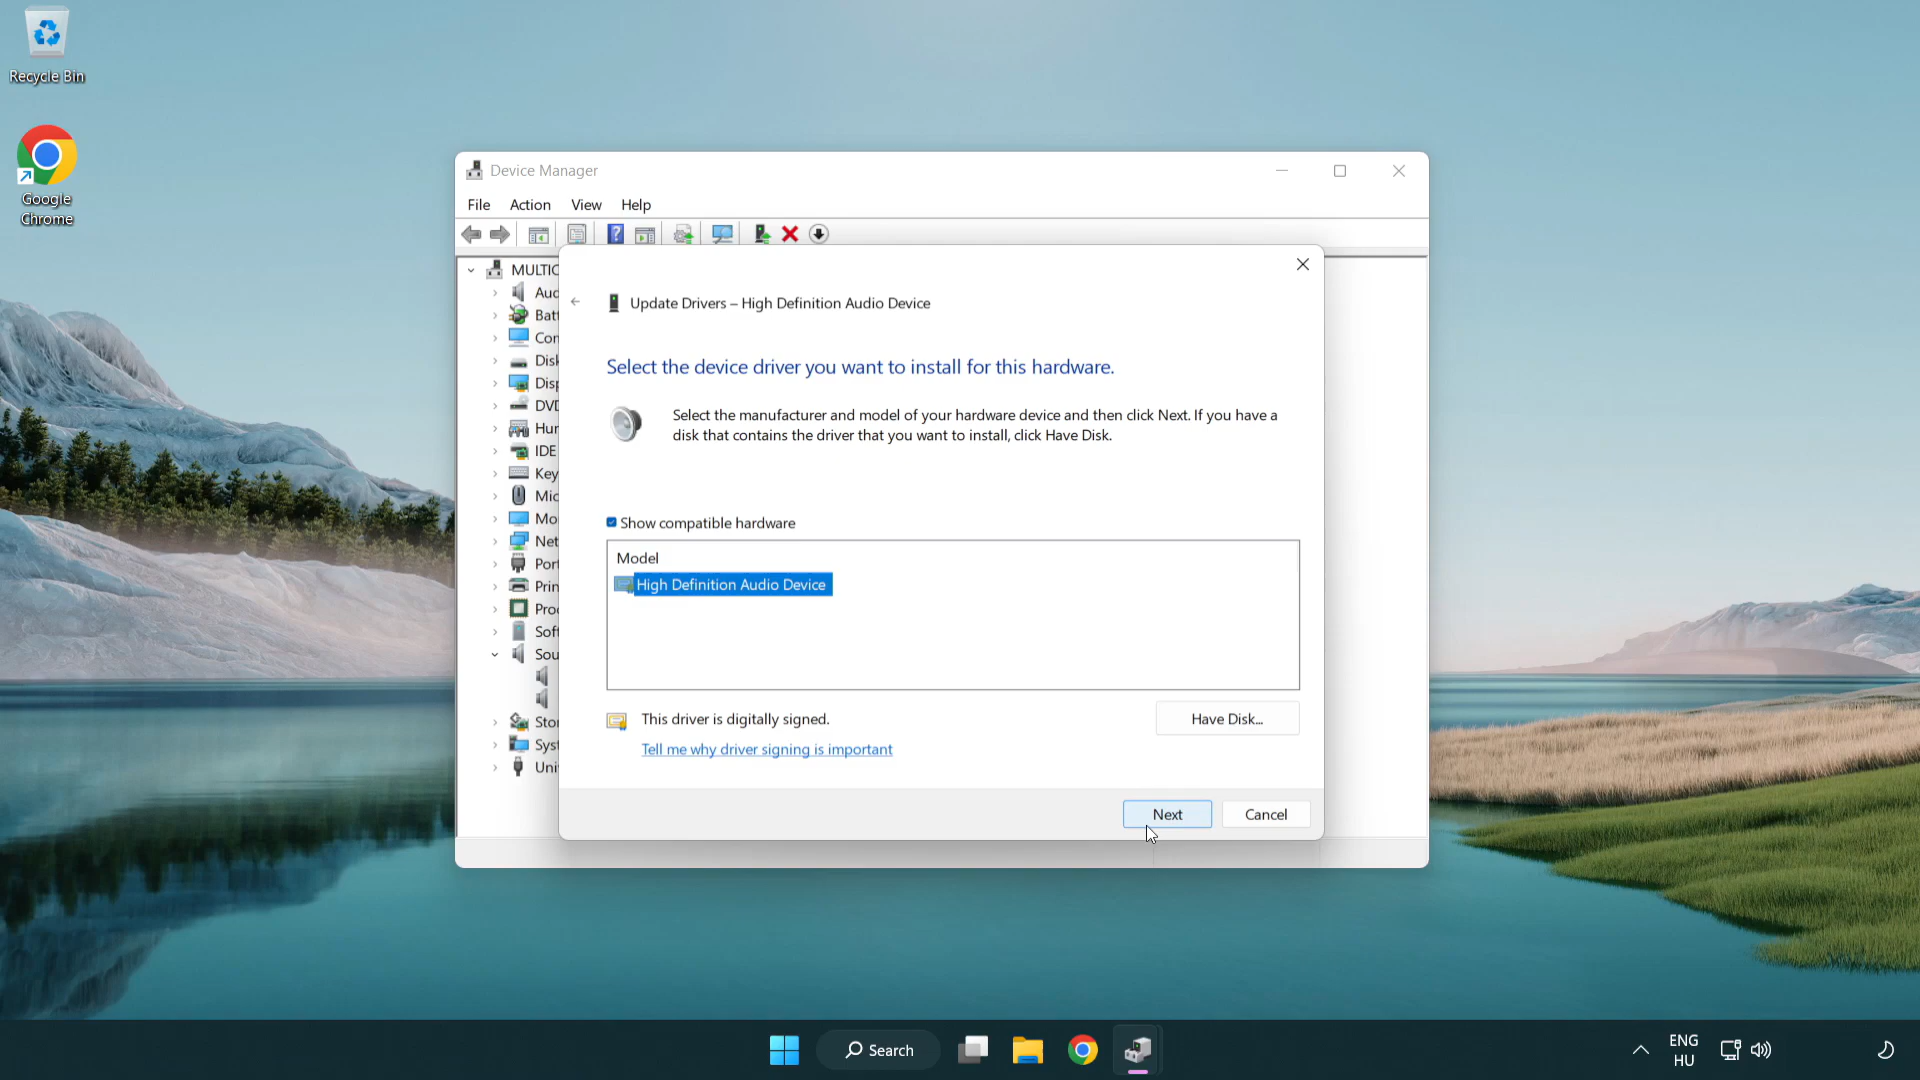 Recycle Bin
Google
Chrome
Device Manager
File Action View Help
Update Drivers – High Definition Audio Device
Select the device driver you want to install for this hardware.
Select the manufacturer and model of your hardware device and then click Next. If you have a
disk that contains the driver that you want to install, click Have Disk.
Show compatible hardware
Model
High Definition Audio Device
This driver is digitally signed.
Have Disk...
Tell me why driver signing is important
Next
Cancel
MULTIC
Aud
Batt
Con
Disk
Disp
DVD
Hun
IDE
Key
Mic
Mo
Net
Port
Prin
Proc
Soft
Sou
Stor
Syst
Uni
Search
ENG
HU